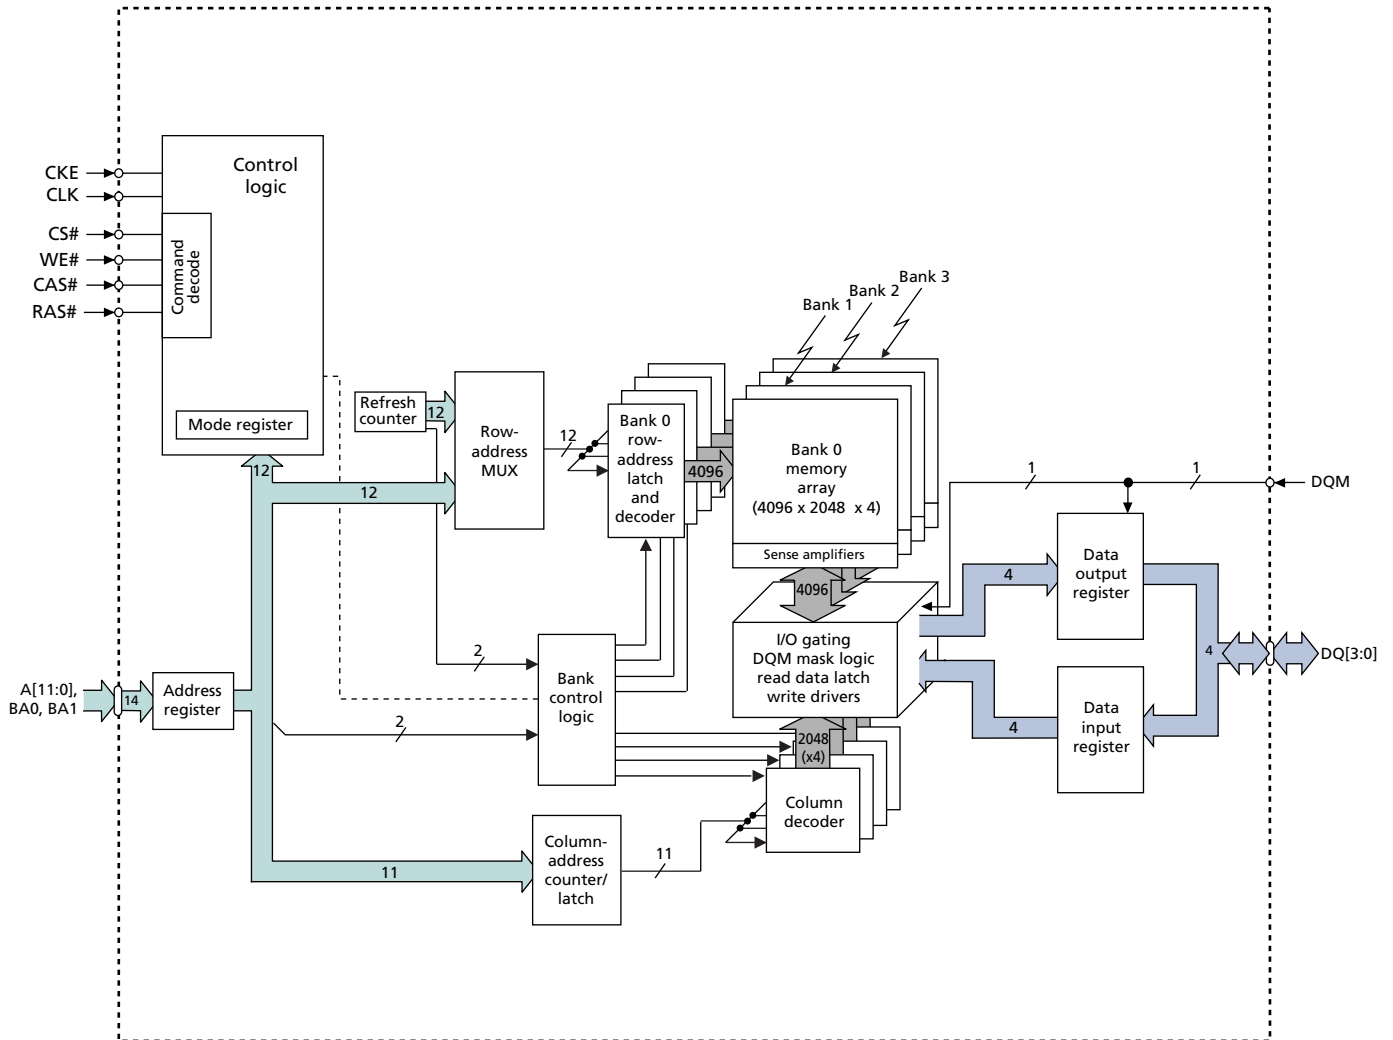 Control
logic
CKE
CLK
CS#
WE#
CAS#
RAS#
Command
decode
Mode register
12
Bank 3
Bank 2
Bank 1
Refresh
counter
12
Row-
address
MUX
12
12
Bank 0
row-
address
latch
and
decoder
4096
Bank 0
memory
array
(4096 x 2048 x 4)
Sense amplifiers
4096
1
1
DQM
Data
output
register
4
4
DQ[3:0]
I/O gating
DQM mask logic
read data latch
write drivers
Data
input
register
4
2
Bank
control
logic
2
A[11:0],
BA0, BA1
14
Address
register
2048
(x4)
Column
decoder
Column-
address
counter/
latch
11
11